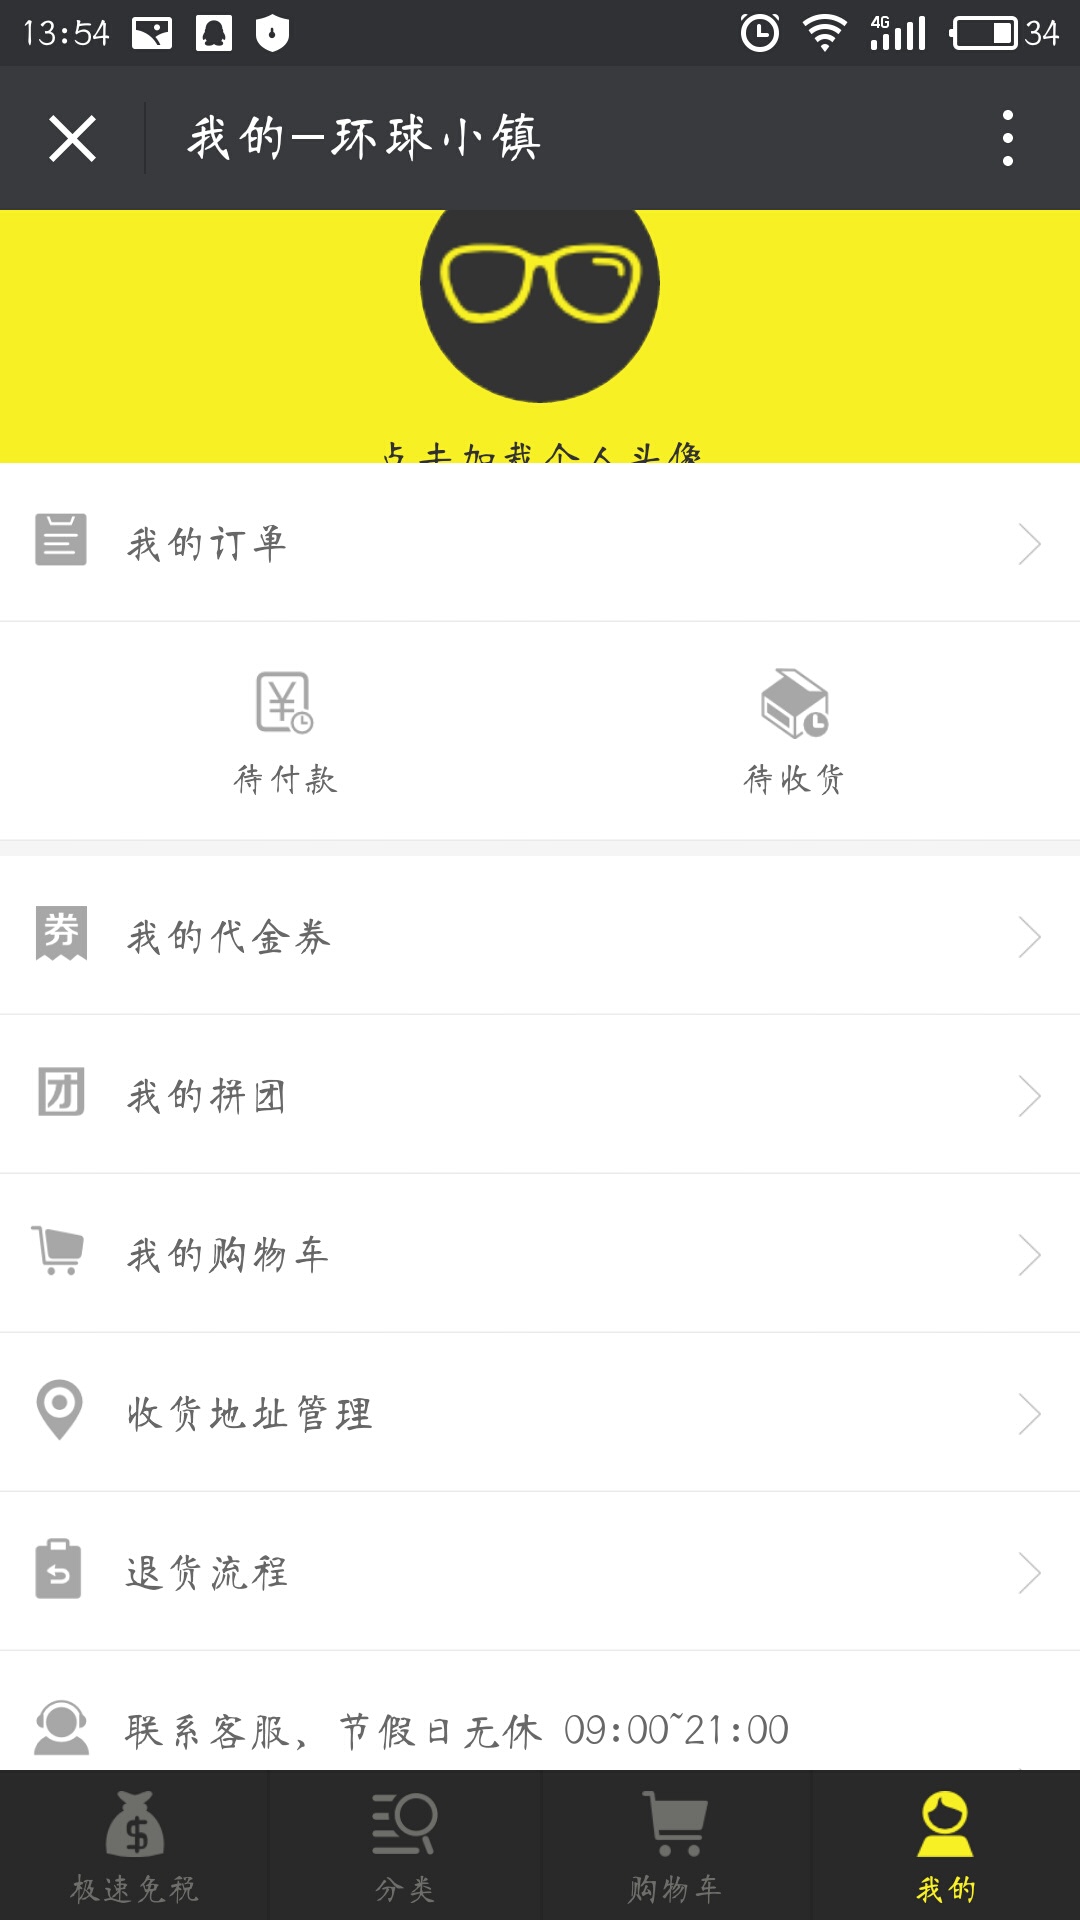 13:54
4G
34
我的—环球小镇
点击加载个人头像
我的订单
待付款
待收货
券
我的代金券
团
我的拼团
我的购物车
收货地址管理
退货流程
联系客服，节假日无休 09:00~21:00
极速免税
分类
购物车
我的